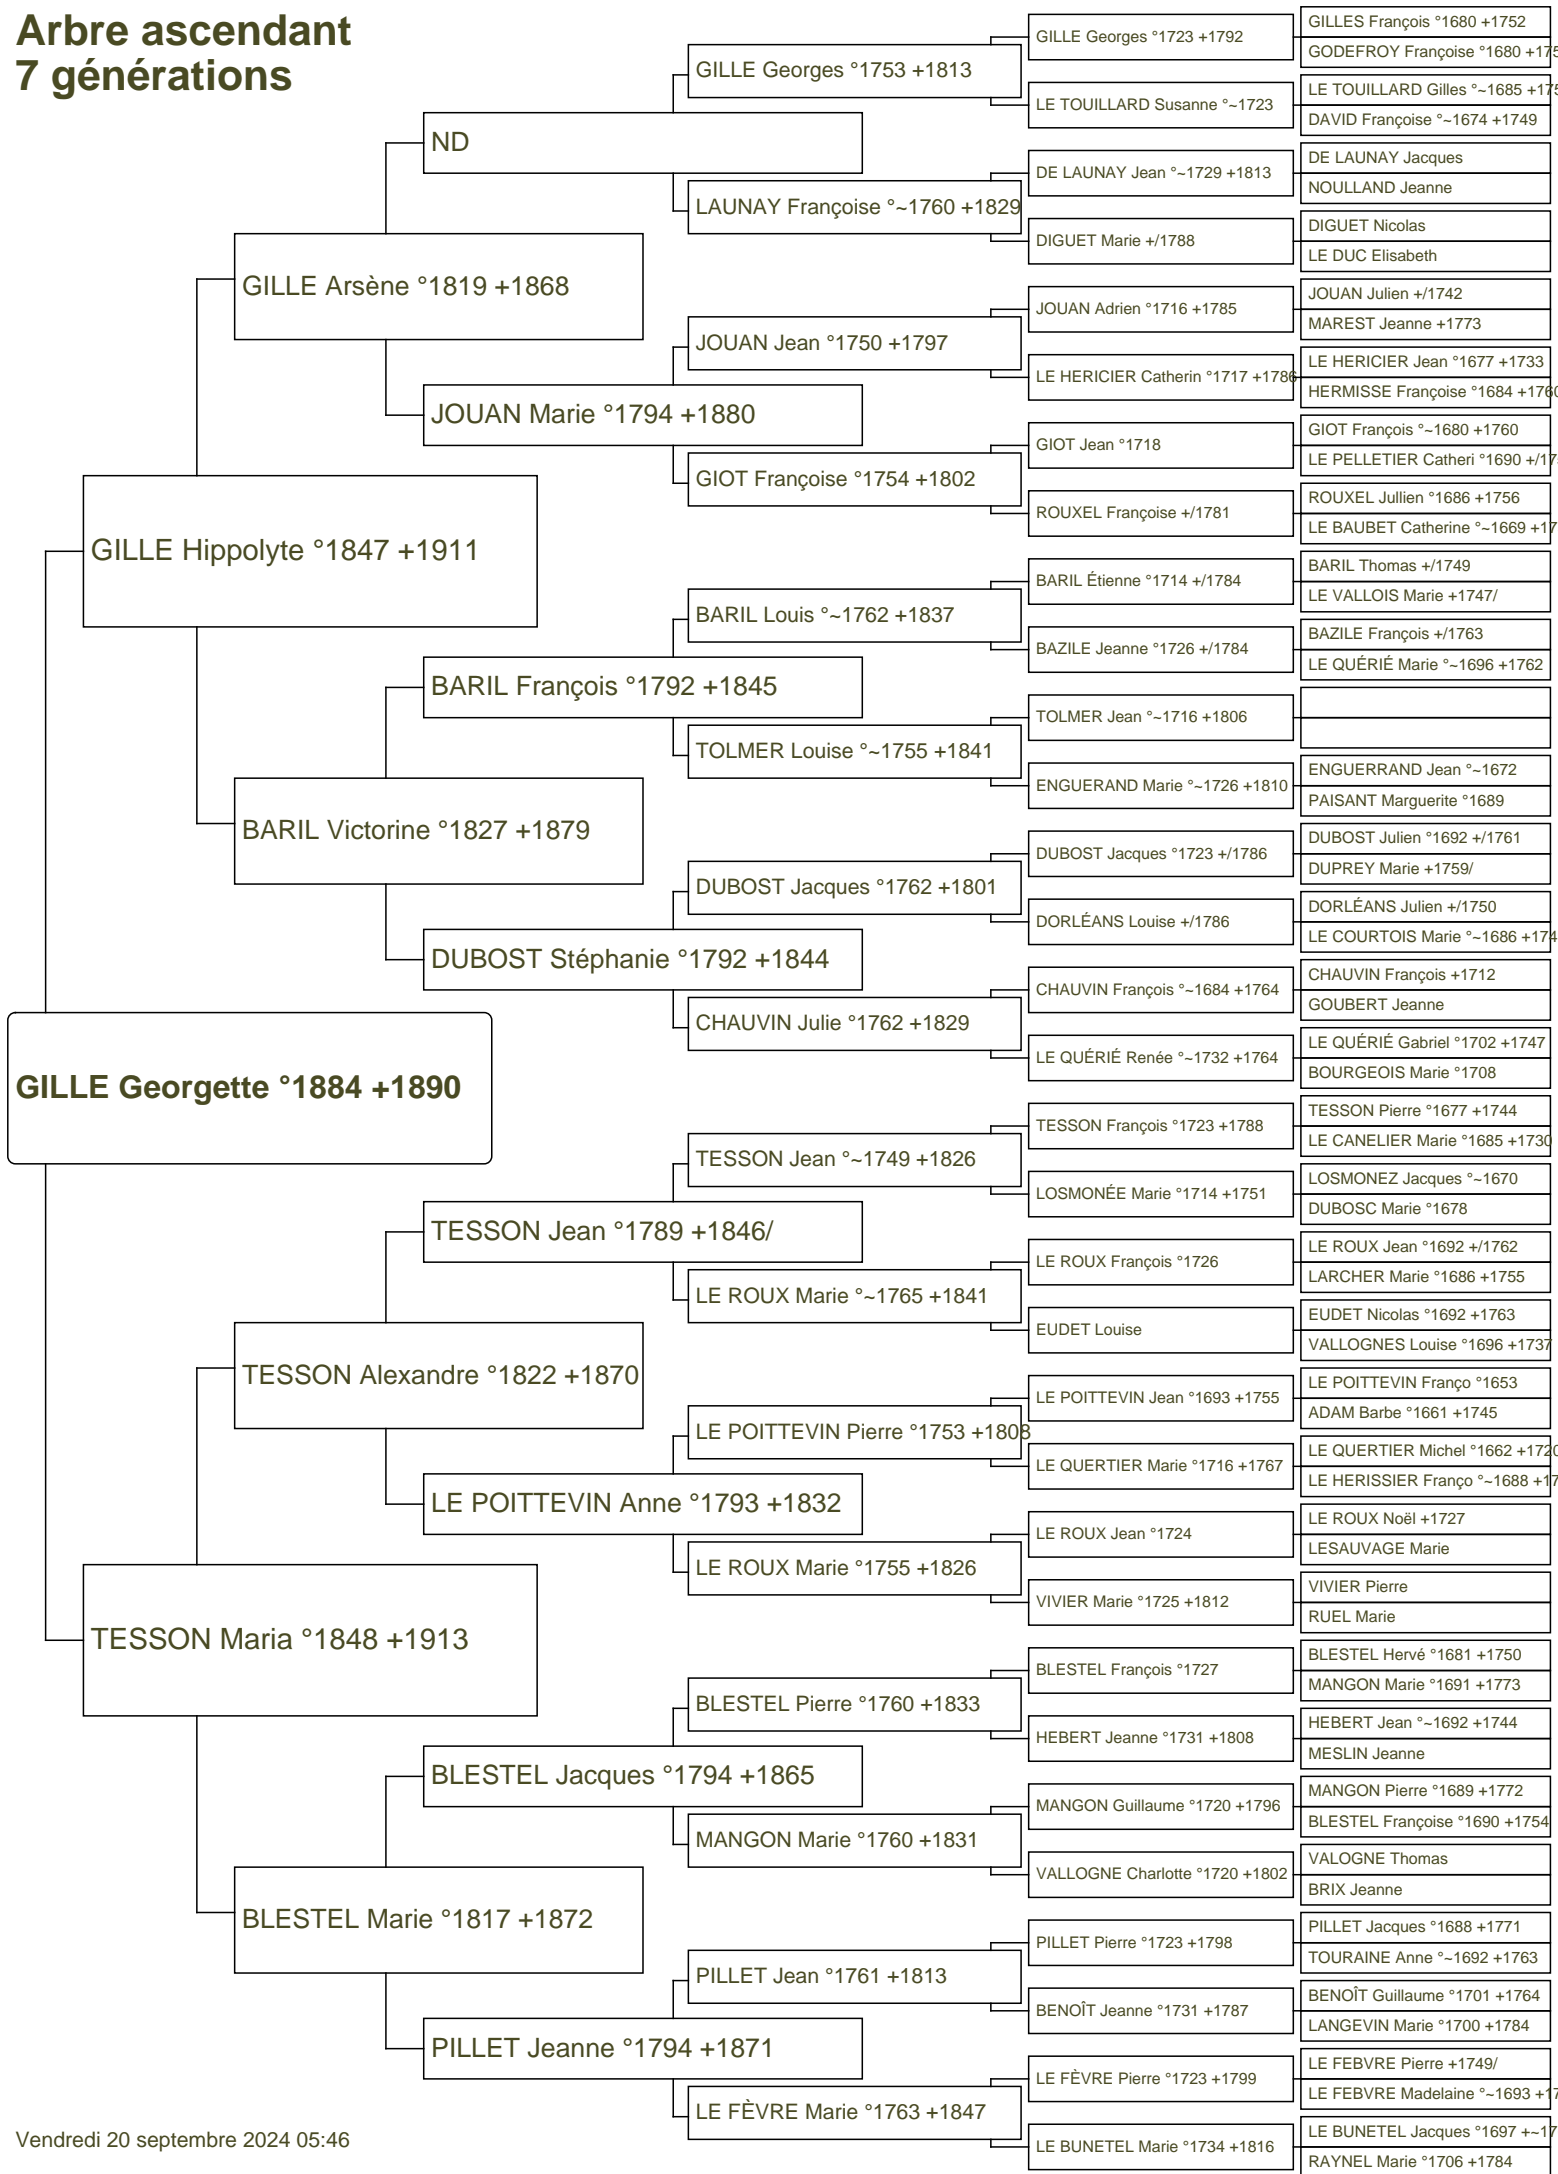 Arbre ascendant
7 générations
GILLES François °1680 +1752
GILLE Georges °1723 +1792
GODEFROY Françoise °1680 +175
GILLE Georges °1753 +1813
LE TOUILLARD Gilles °~1685 +175
LE TOUILLARD Susanne °~1723
DAVID Françoise °~1674 +1749
ND
DE LAUNAY Jacques
DE LAUNAY Jean °~1729 +1813
NOULLAND Jeanne
LAUNAY Françoise °~1760 +1829
DIGUET Nicolas
DIGUET Marie +/1788
LE DUC Elisabeth
GILLE Arsène °1819 +1868
JOUAN Julien +/1742
JOUAN Adrien °1716 +1785
MAREST Jeanne +1773
JOUAN Jean °1750 +1797
LE HERICIER Jean °1677 +1733
LE HERICIER Catherin °1717 +1786
HERMISSE Françoise °1684 +1760
JOUAN Marie °1794 +1880
GIOT François °~1680 +1760
GIOT Jean °1718
LE PELLETIER Catheri °1690 +/17
GIOT Françoise °1754 +1802
ROUXEL Jullien °1686 +1756
ROUXEL Françoise +/1781
LE BAUBET Catherine °~1669 +17
GILLE Hippolyte °1847 +1911
BARIL Thomas +/1749
BARIL Étienne °1714 +/1784
LE VALLOIS Marie +1747/
BARIL Louis °~1762 +1837
BAZILE François +/1763
BAZILE Jeanne °1726 +/1784
LE QUÉRIÉ Marie °~1696 +1762
BARIL François °1792 +1845
TOLMER Jean °~1716 +1806
TOLMER Louise °~1755 +1841
ENGUERRAND Jean °~1672
ENGUERAND Marie °~1726 +1810
PAISANT Marguerite °1689
BARIL Victorine °1827 +1879
DUBOST Julien °1692 +/1761
DUBOST Jacques °1723 +/1786
DUPREY Marie +1759/
DUBOST Jacques °1762 +1801
DORLÉANS Julien +/1750
DORLÉANS Louise +/1786
LE COURTOIS Marie °~1686 +174
DUBOST Stéphanie °1792 +1844
CHAUVIN François +1712
CHAUVIN François °~1684 +1764
GOUBERT Jeanne
CHAUVIN Julie °1762 +1829
LE QUÉRIÉ Gabriel °1702 +1747
LE QUÉRIÉ Renée °~1732 +1764
BOURGEOIS Marie °1708
GILLE Georgette °1884 +1890
TESSON Pierre °1677 +1744
TESSON François °1723 +1788
LE CANELIER Marie °1685 +1730
TESSON Jean °~1749 +1826
LOSMONEZ Jacques °~1670
LOSMONÉE Marie °1714 +1751
DUBOSC Marie °1678
TESSON Jean °1789 +1846/
LE ROUX Jean °1692 +/1762
LE ROUX François °1726
LARCHER Marie °1686 +1755
LE ROUX Marie °~1765 +1841
EUDET Nicolas °1692 +1763
EUDET Louise
VALLOGNES Louise °1696 +1737
TESSON Alexandre °1822 +1870
LE POITTEVIN Franço °1653
LE POITTEVIN Jean °1693 +1755
ADAM Barbe °1661 +1745
LE POITTEVIN Pierre °1753 +1808
LE QUERTIER Michel °1662 +1720
LE QUERTIER Marie °1716 +1767
LE HERISSIER Franço °~1688 +17
LE POITTEVIN Anne °1793 +1832
LE ROUX Noël +1727
LE ROUX Jean °1724
LESAUVAGE Marie
LE ROUX Marie °1755 +1826
VIVIER Pierre
VIVIER Marie °1725 +1812
RUEL Marie
TESSON Maria °1848 +1913
BLESTEL Hervé °1681 +1750
BLESTEL François °1727
MANGON Marie °1691 +1773
BLESTEL Pierre °1760 +1833
HEBERT Jean °~1692 +1744
HEBERT Jeanne °1731 +1808
MESLIN Jeanne
BLESTEL Jacques °1794 +1865
MANGON Pierre °1689 +1772
MANGON Guillaume °1720 +1796
BLESTEL Françoise °1690 +1754
MANGON Marie °1760 +1831
VALOGNE Thomas
VALLOGNE Charlotte °1720 +1802
BRIX Jeanne
BLESTEL Marie °1817 +1872
PILLET Jacques °1688 +1771
PILLET Pierre °1723 +1798
TOURAINE Anne °~1692 +1763
PILLET Jean °1761 +1813
BENOÎT Guillaume °1701 +1764
BENOÎT Jeanne °1731 +1787
LANGEVIN Marie °1700 +1784
PILLET Jeanne °1794 +1871
LE FEBVRE Pierre +1749/
LE FÈVRE Pierre °1723 +1799
LE FEBVRE Madelaine °~1693 +17
LE FÈVRE Marie °1763 +1847
LE BUNETEL Jacques °1697 +~17
LE BUNETEL Marie °1734 +1816
RAYNEL Marie °1706 +1784
Vendredi 20 septembre 2024 05:46